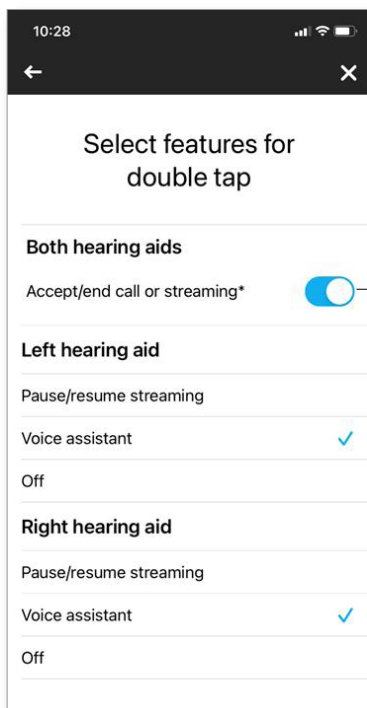 10:28
Select features for
double tap
Both hearing aids
Accept/end call or streaming*
Left hearing aid
Pause/resume streaming
Voice assistant
Off
Right hearing aid
Pause/resume streaming
Voice assistant
Off